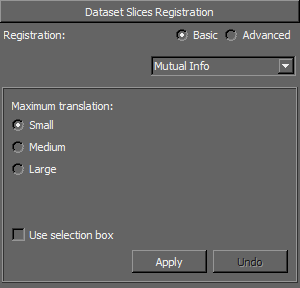 Dataset Slices Registration
Registration: Basic Advanced
Mutual Info
Maximum translation:
Small
Medium
Large
Use selection box
Apply Undo